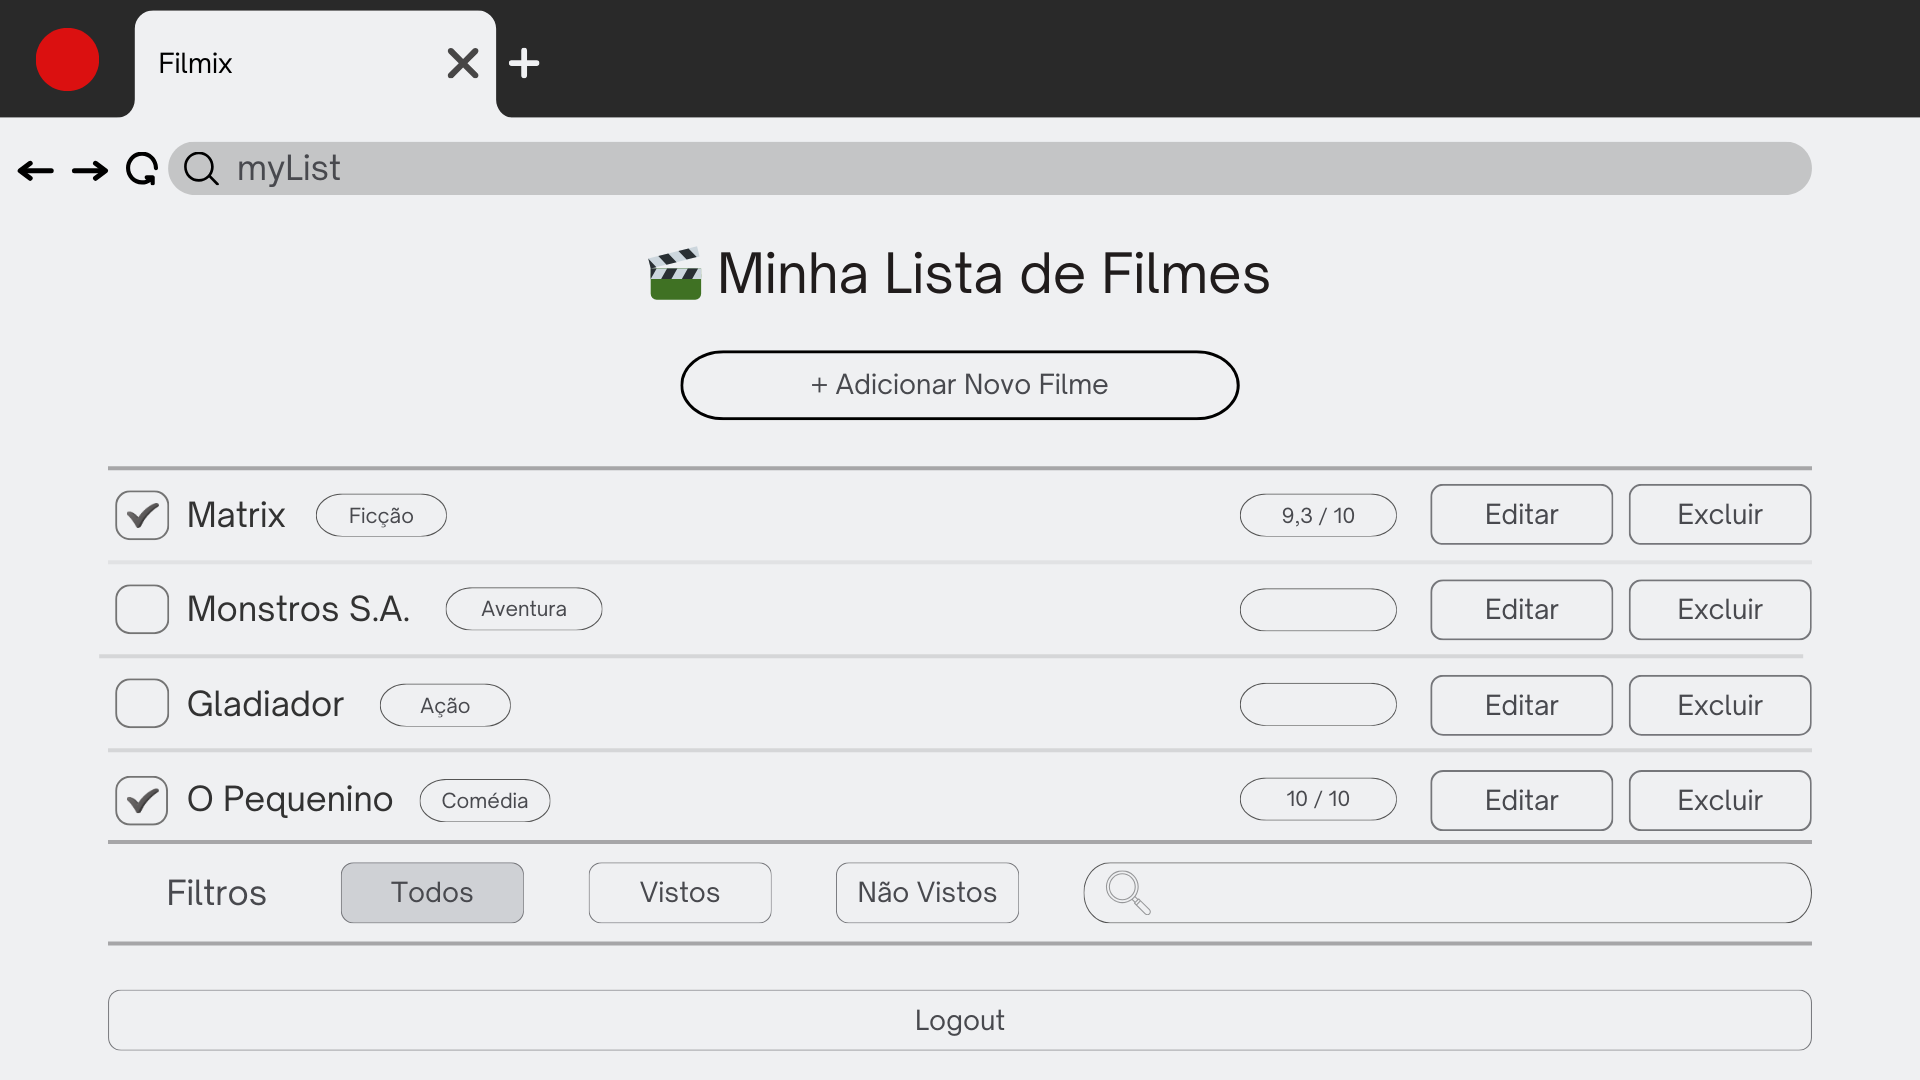 Filmix
myList
Minha Lista de Filmes
+ Adicionar Novo Filme
Matrix Ficção 9,3 / 10 Editar Excluir
Monstros S.A. Aventura Editar Excluir
Gladiador Ação Editar Excluir
O Pequenino Comédia 10 / 10 Editar Excluir
Filtros Todos Vistos Não Vistos
Logout